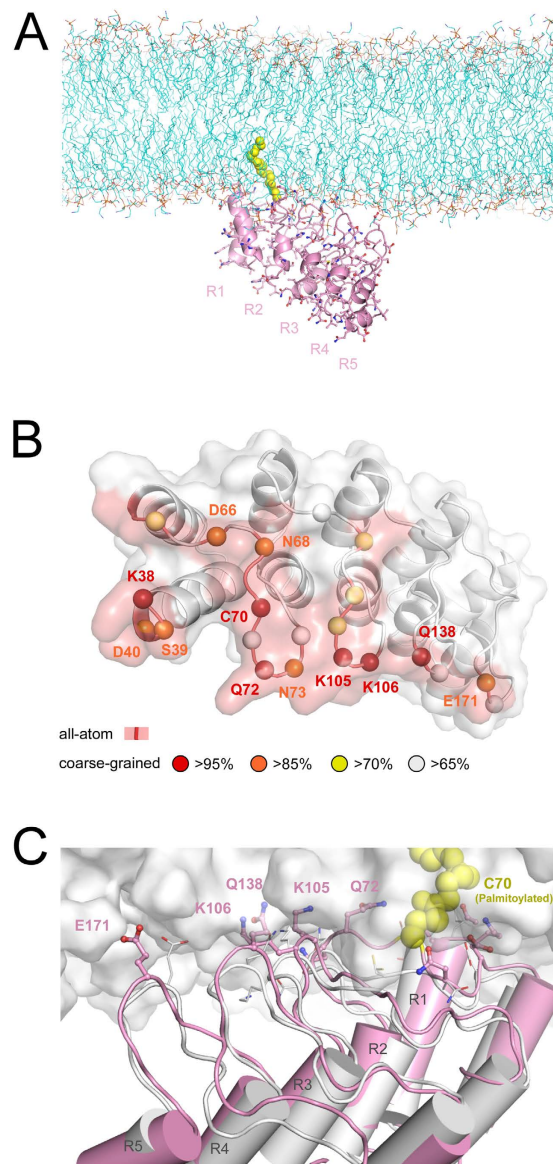 A
R1
R2
R3
R4
R5
B
D66
N68
K38
C70
Q138
D40
S39
Q72
N73
K105
K106
E171
all-atom
coarse-grained >95% >85% >70% >65%
C
Q138
K105
Q72
C70
(Palmitoylated)
K106
E171
R1
R2
R3
R5
R4